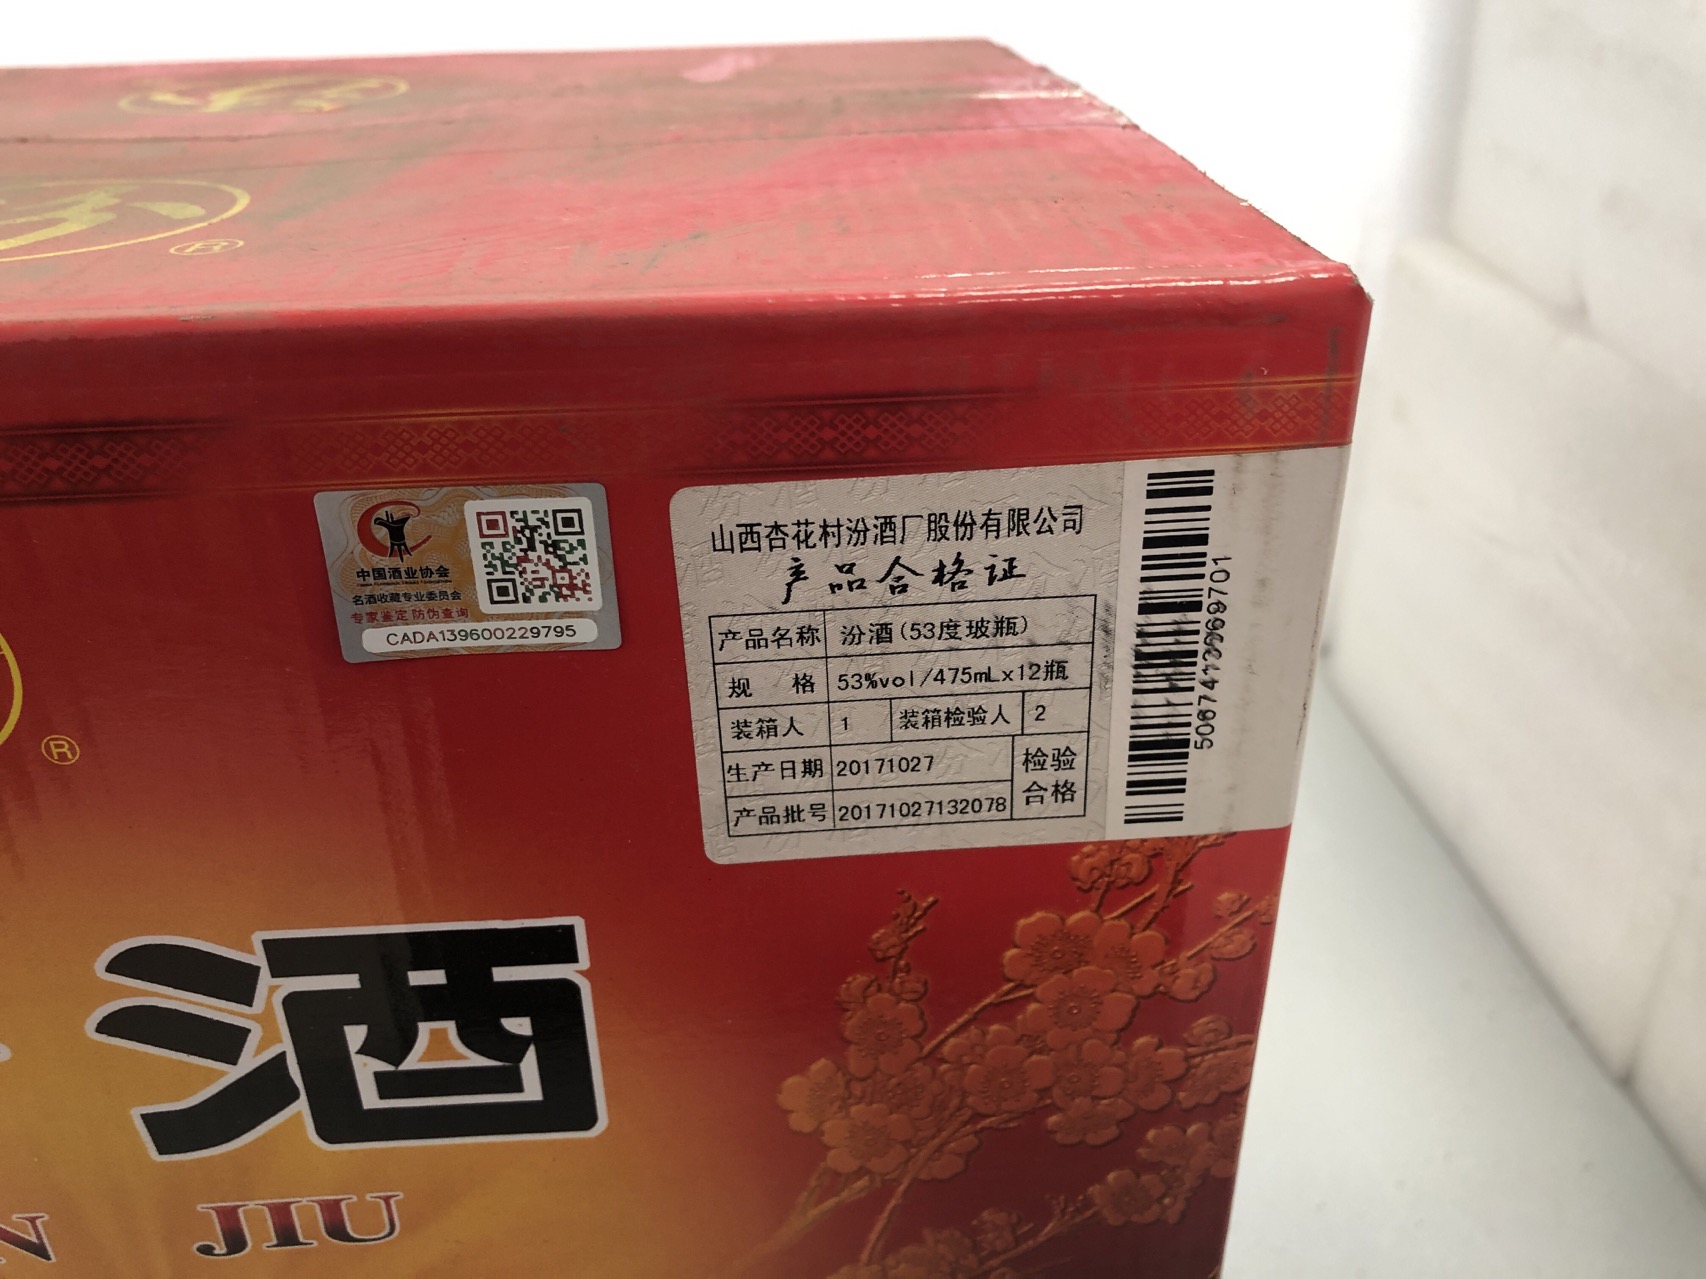 汾
®
®
中国酒业协会
名酒收藏专业委员会
专家鉴定 防伪查询
CADA139600229795
山西杏花村汾酒厂股份有限公司
产品合格证
产品名称 汾酒(53度玻瓶)
规 格 53%vol/475mLx12瓶
装箱人 1 装箱检验人 2
生产日期 20171027
检验
合格
产品批号 20171027132078
酒
JIU